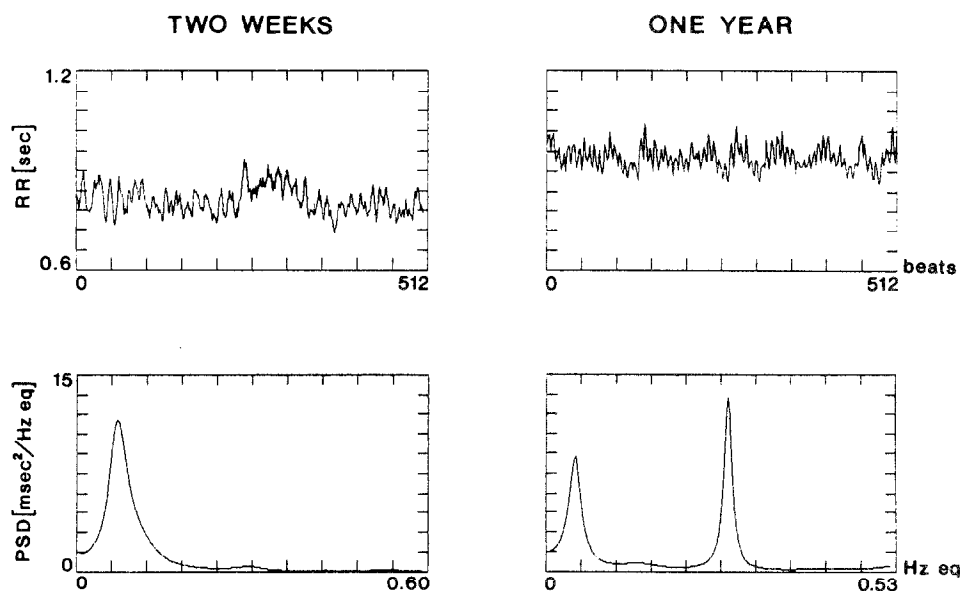 TWO WEEKS
ONE YEAR
RR[sec]
1.2
0.6
0
512
0
512
beats
PSD[msec²/Hz eq]
15
0
0
0.60
0
0
0.53
Hz eq